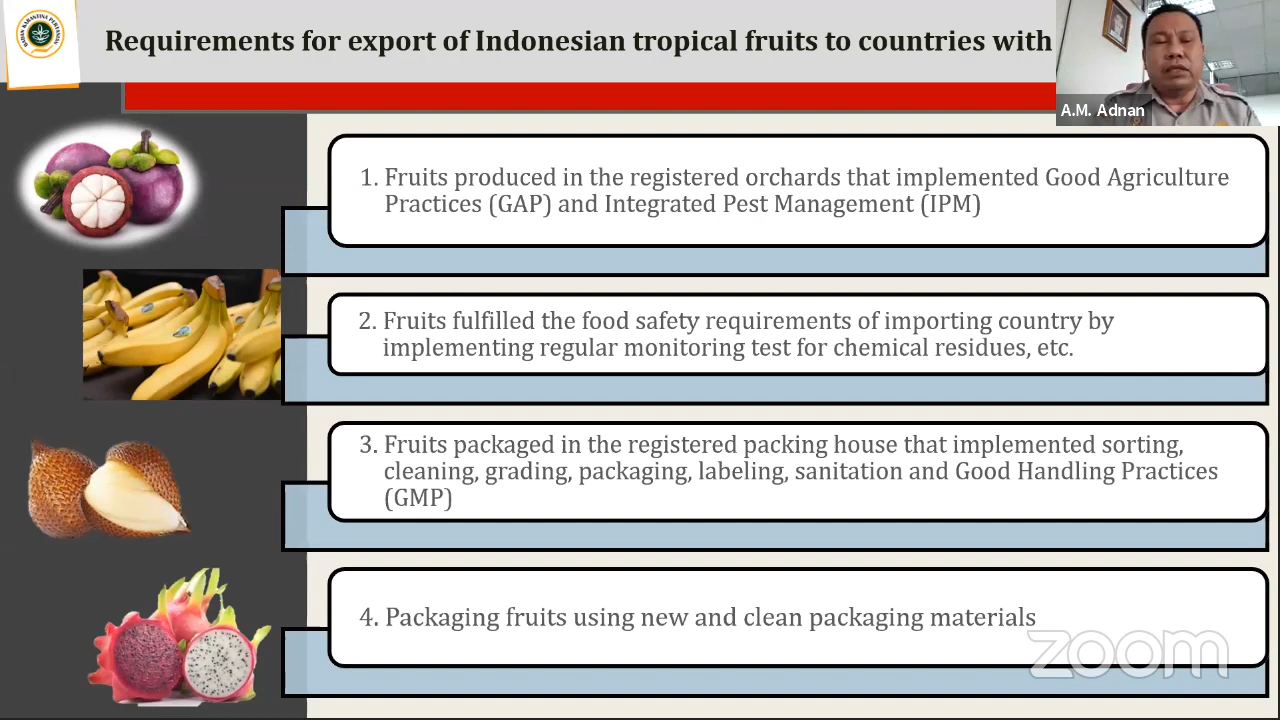 Requirements for export of Indonesian tropical fruits to countries with
A.M. Adnan
1. Fruits produced in the registered orchards that implemented Good Agriculture
Practices (GAP) and Integrated Pest Management (IPM)
2. Fruits fulfilled the food safety requirements of importing country by
implementing regular monitoring test for chemical residues, etc.
3. Fruits packaged in the registered packing house that implemented sorting,
cleaning, grading, packaging, labeling, sanitation and Good Handling Practices
(GMP)
4. Packaging fruits using new and clean packaging materials
zoom